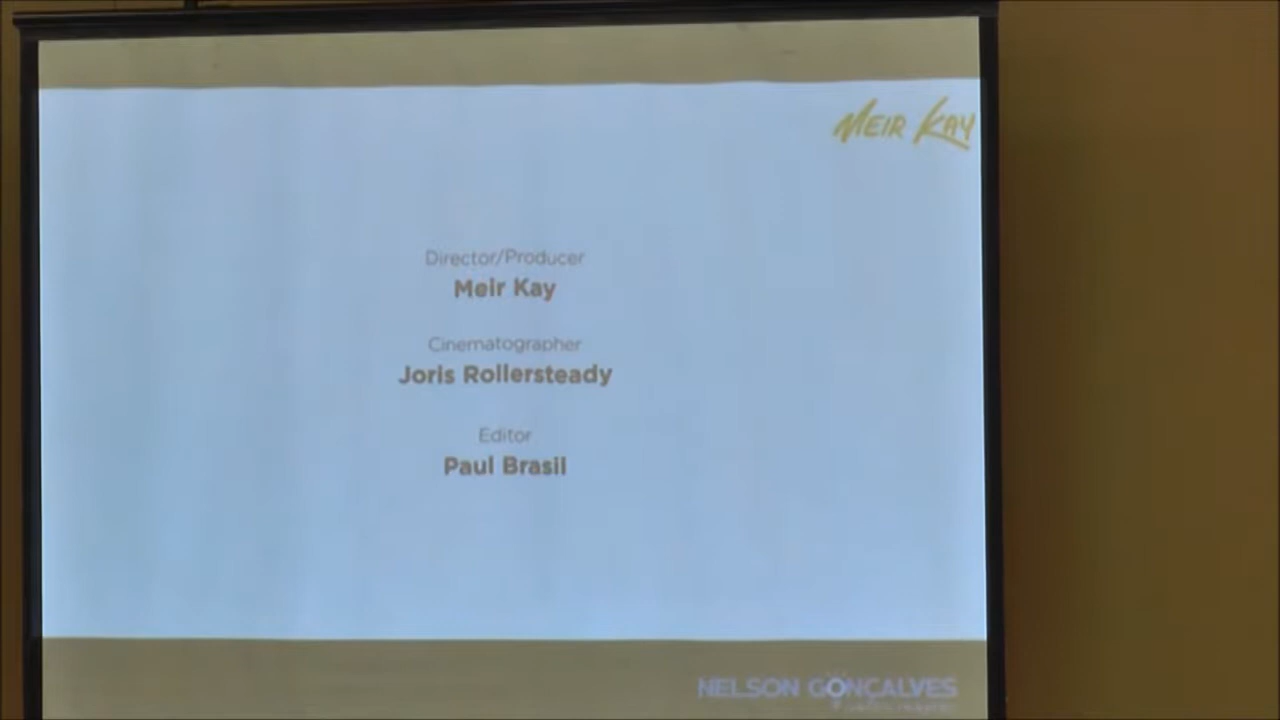 MEIR KAY
Director/Producer
Meir Kay
Cinematographer
Joris Rollersteady
Editor
Paul Brasil
NELSON GONÇALVES